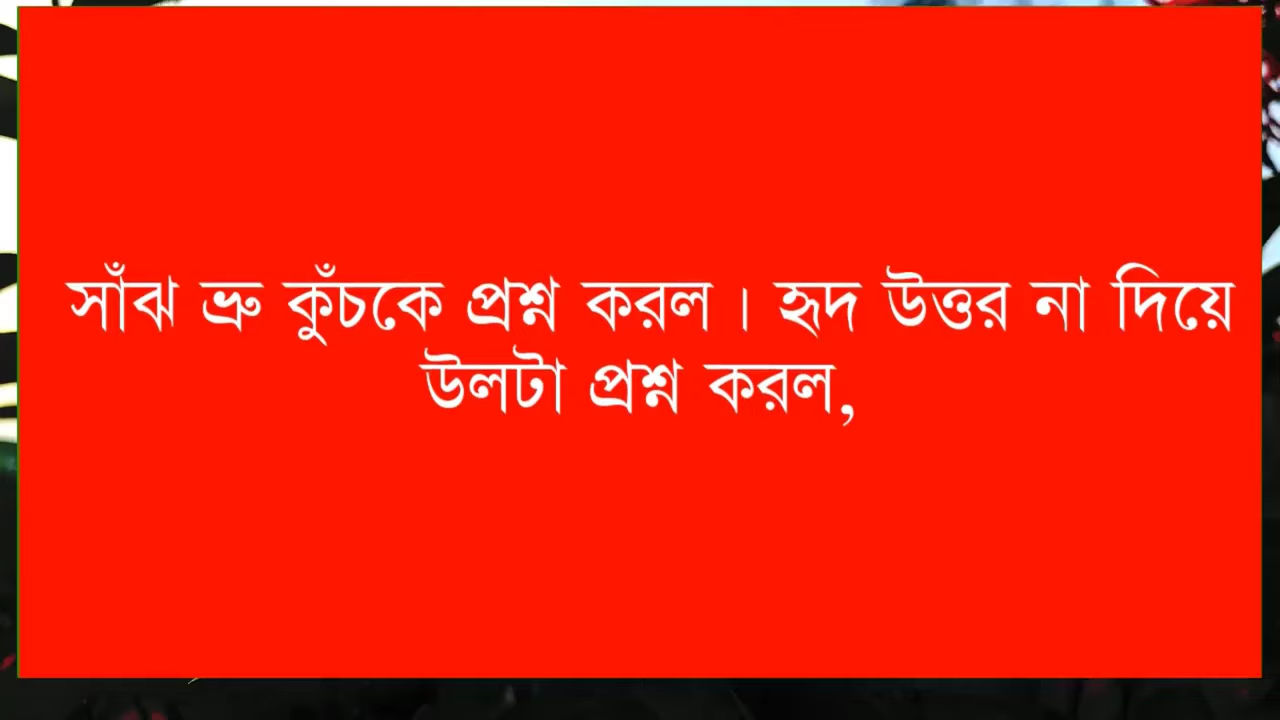 সাঁঝ ভ্রু কুঁচকে প্রশ্ন করল। হৃদ উত্তর না দিয়ে
উলটা প্রশ্ন করল,